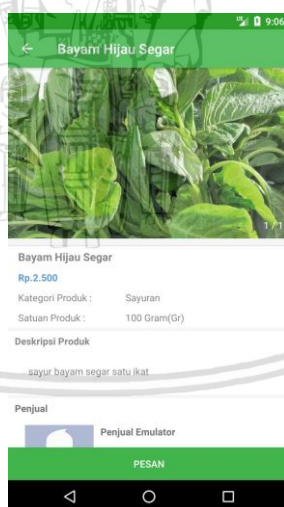 9:06
Bayam Hijau Segar
1 / 1
Bayam Hijau Segar
Rp.2.500
Kategori Produk : Sayuran
Satuan Produk : 100 Gram(Gr)
Deskripsi Produk
sayur bayam segar satu ikat
Penjual
Penjual Emulator
PESAN